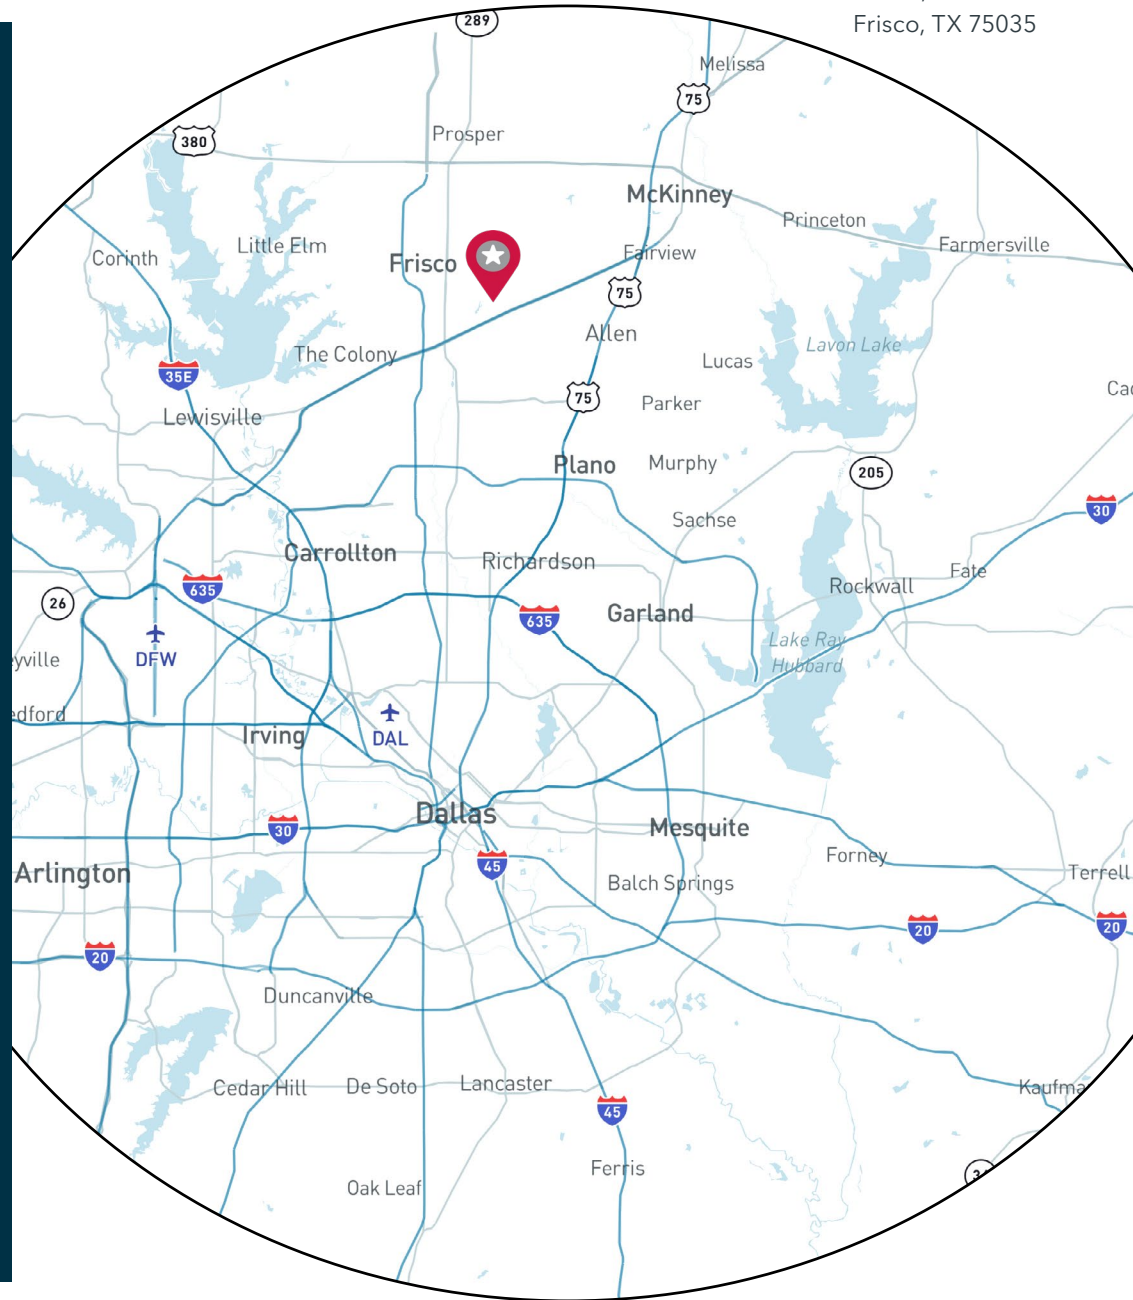 289
Frisco, TX 75035
Melissa
75
Prosper
380
McKinney
Princeton
Little Elm
Fairview
Farmersville
Corinth
Frisco
75
Allen
Lavon Lake
The Colony
Lucas
35E
75
Parker
Lewisville
Plano
Murphy
205
30
Sachse
Carrollton
Richardson
Fate
635
Rockwall
26
635
Garland
Lake Ray
Hubbard
DFW
eyville
edford
Irving
DAL
Dallas
30
Mesquite
45
Forney
Arlington
Terrell
Balch Springs
20
20
20
Duncanville
Cedar Hill
De Soto
Lancaster
Kaufma
45
Ferris
Oak Leaf